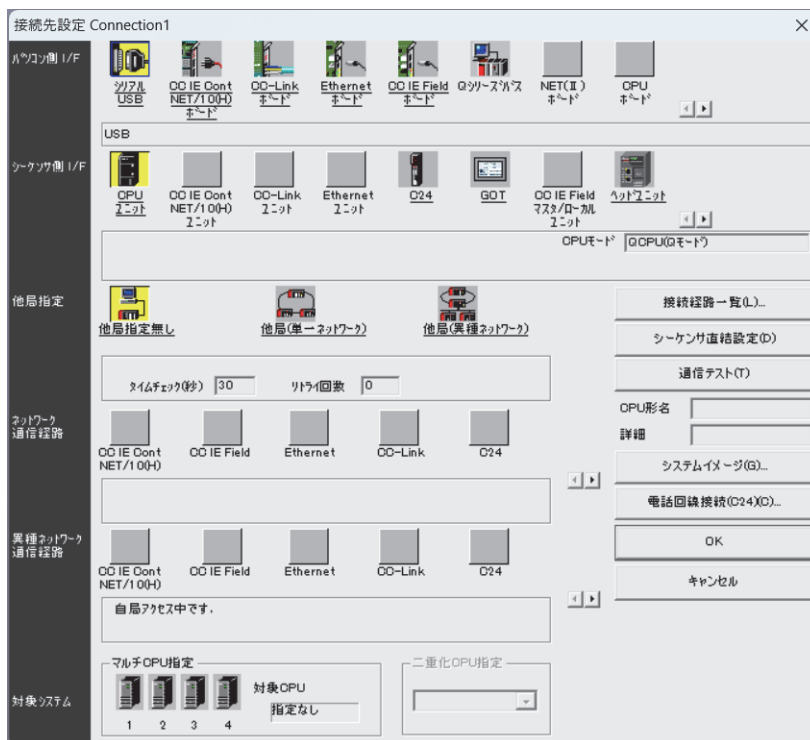 接続先設定 Connection1
パソコン側 I/F
シリアル
USB
CC IE Cont
NET/10(H)
ボード
CC-Link
ボード
Ethernet
ボード
CC IE Field
ボード
Qシリーズバス
NET(Ⅱ)
ボード
CPU
ボード
USB
シーケンサ側 I/F
CPU
ユニット
CC IE Cont
NET/10(H)
ユニット
CC-Link
ユニット
Ethernet
ユニット
C24
GOT
CC IE Field
マスタ/ローカル
ユニット
ヘッドユニット
CPUモード QCPU(Qモード)
他局指定
他局指定無し
他局(単一ネットワーク)
他局(異種ネットワーク)
タイムチェック(秒) 30 リトライ回数 0
接続経路一覧(L)...
シーケンサ直結設定(D)
通信テスト(T)
CPU形名
詳細
システムイメージ(G)...
電話回線接続(C24)(C)...
OK
キャンセル
ネットワーク
通信経路
CC IE Cont
NET/10(H)
CC IE Field
Ethernet
CC-Link
C24
異種ネットワーク
通信経路
CC IE Cont
NET/10(H)
CC IE Field
Ethernet
CC-Link
C24
自局アクセス中です.
対象システム
マルチCPU指定
1 2 3 4
対象CPU
指定なし
二重化CPU指定